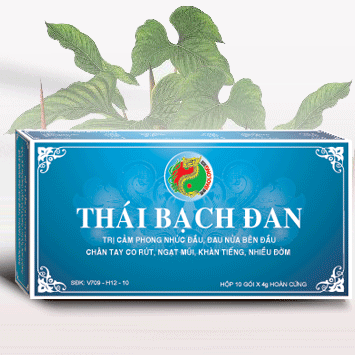 THÁI BẠCH ĐAN
TRỊ CẢM PHONG NHỨC ĐẦU, ĐAU NỬA BÊN ĐẦU
CHÂN TAY CO RÚT, NGẠT MŨI, KHÀN TIẾNG, NHIỀU ĐỜM
SĐK: V709 - H12 - 10
HỘP 10 GÓI X 4g HOÀN CỨNG